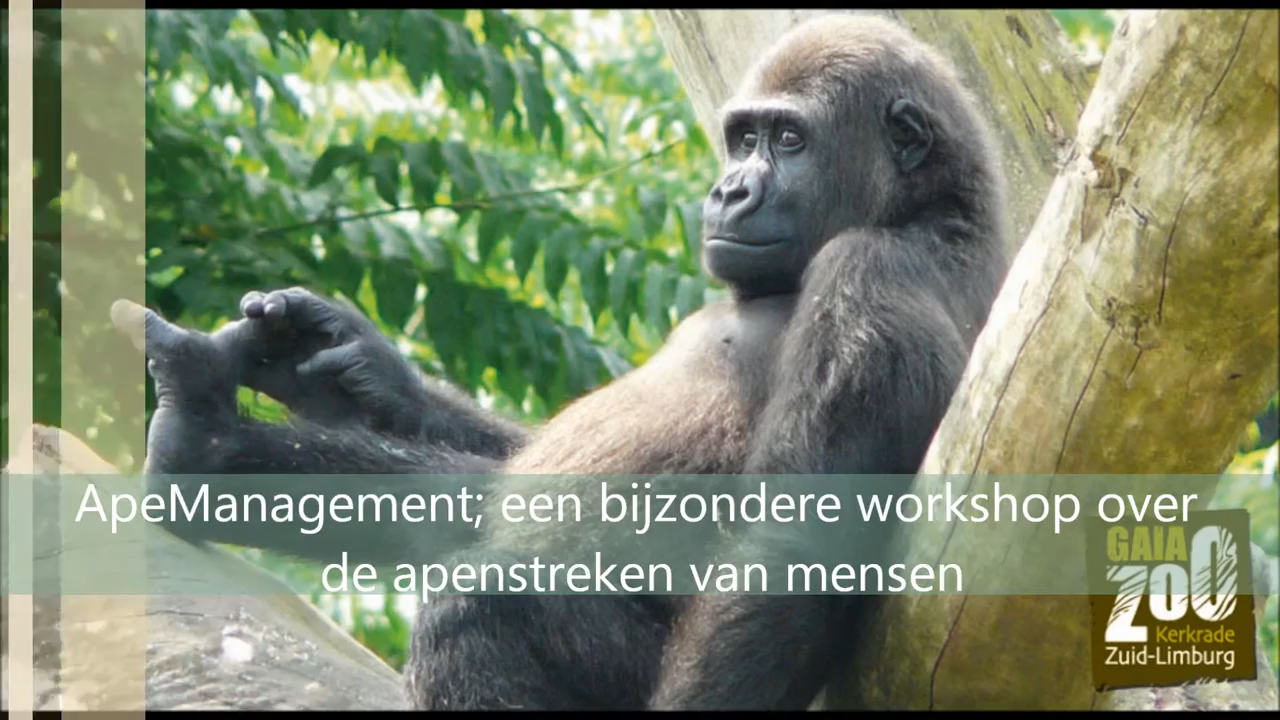 ApeManagement; een bijzondere workshop over
de apenstreken van mensen
GAIA
ZOO
Kerkrade
Zuid-Limburg